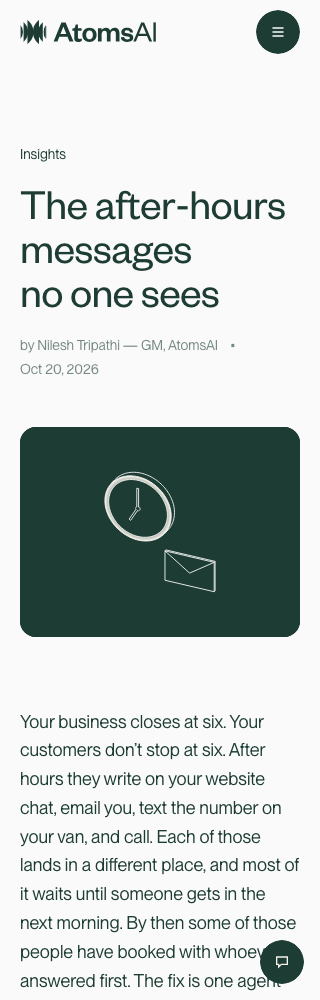 AtomsAI
Insights
The after-hours
messages
no one sees
by Nilesh Tripathi — GM, AtomsAI •
Oct 20, 2026
Your business closes at six. Your
customers don’t stop at six. After
hours they write on your website
chat, email you, text the number on
your van, and call. Each of those
lands in a different place, and most of
it waits until someone gets in the
next morning. By then some of those
people have booked with
answered first. The fix is one agent